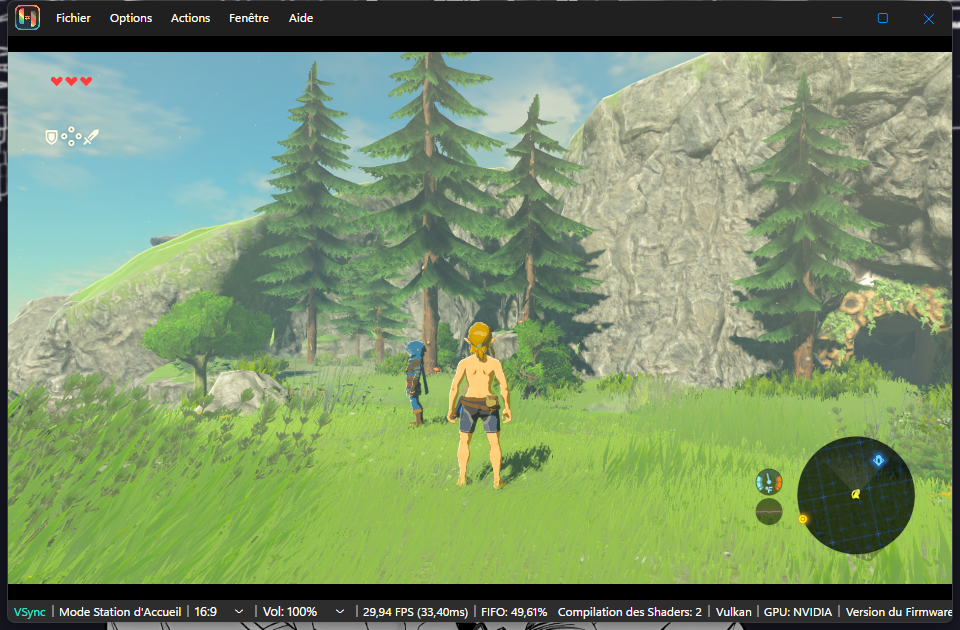 Fichier Options Actions Fenêtre Aide
VSync | Mode Station d'Accueil | 16:9 | Vol: 100% | 29,94 FPS (33,40ms) | FIFO: 49,61% Compilation des Shaders: 2 | Vulkan | GPU: NVIDIA | Version du Firmware